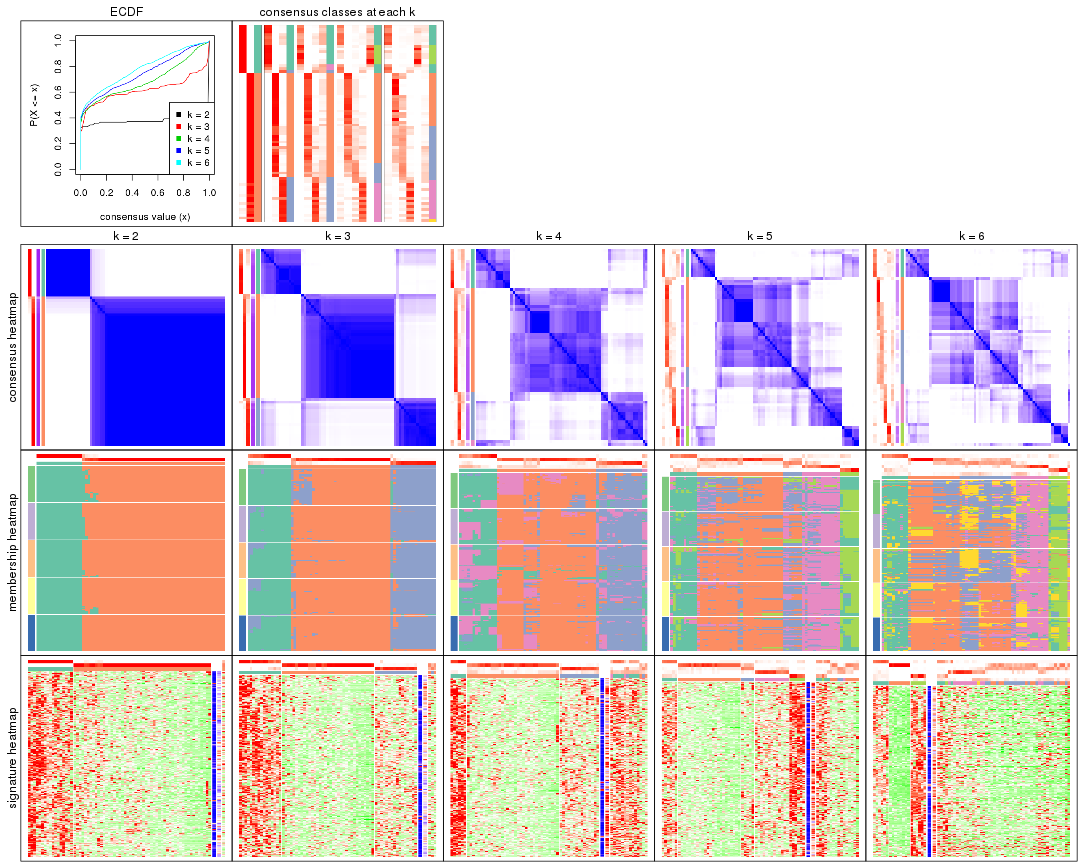 ECDF
consensus classes at each k
P(X <= x)
0.0 0.2 0.4 0.6 0.8 1.0
k = 2
k = 3
k = 4
k = 5
k = 6
0.0 0.2 0.4 0.6 0.8 1.0
consensus value (x)
k = 2 k = 3 k = 4 k = 5 k = 6
consensus heatmap
membership heatmap
signature heatmap